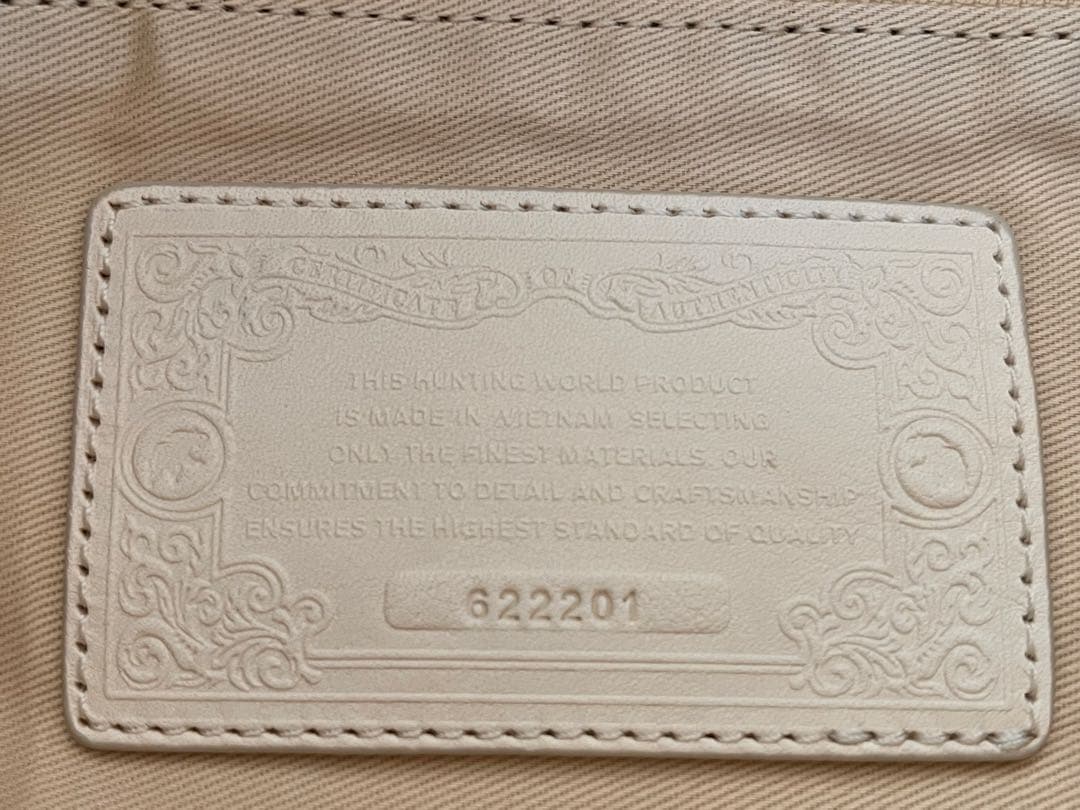 CERTIFICATE OF AUTHENTICITY
THIS HUNTING WORLD PRODUCT
IS MADE IN VIETNAM SELECTING
ONLY THE FINEST MATERIALS OUR
COMMITMENT TO DETAIL AND CRAFTSMANSHIP
ENSURES THE HIGHEST STANDARD OF QUALITY
622201